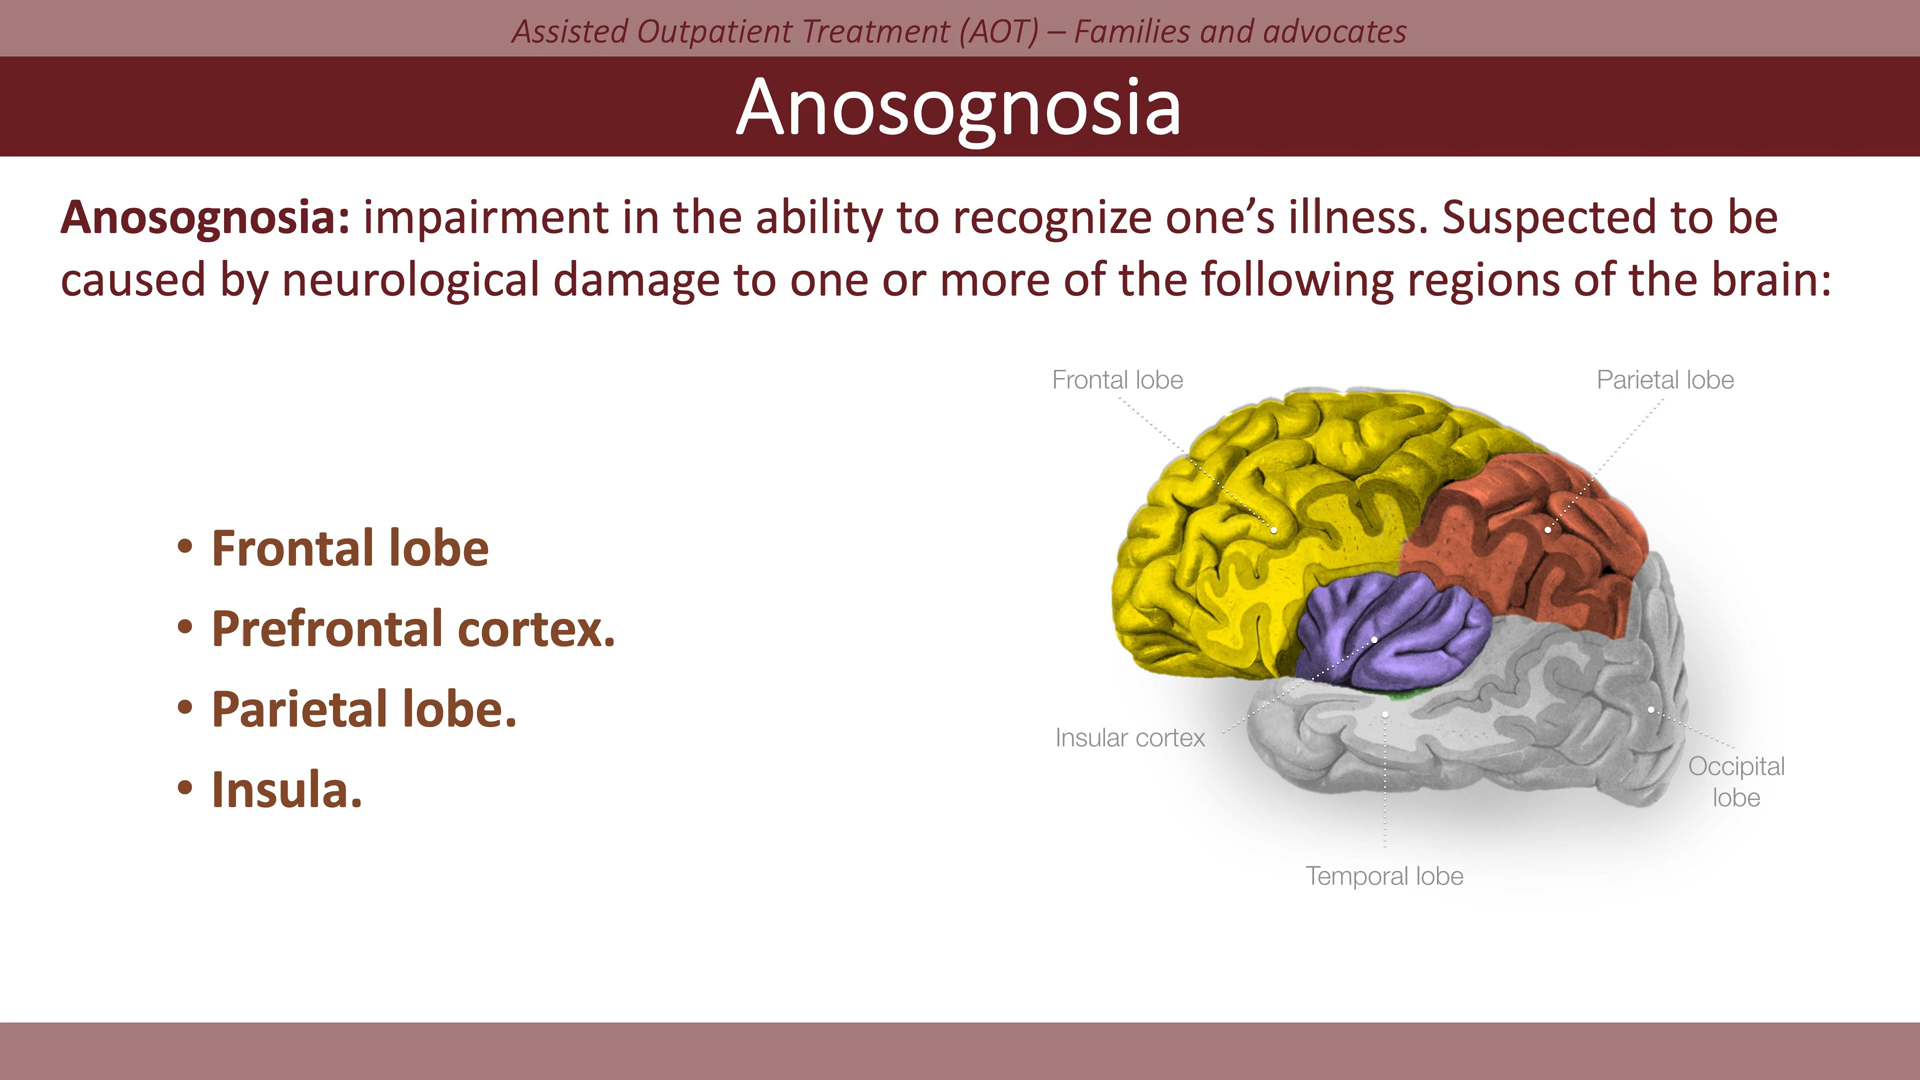 Assisted Outpatient Treatment (AOT) – Families and advocates
Anosognosia
Anosognosia: impairment in the ability to recognize one’s illness. Suspected to be
caused by neurological damage to one or more of the following regions of the brain:
• Frontal lobe
• Prefrontal cortex.
• Parietal lobe.
• Insula.
Frontal lobe
Parietal lobe
Insular cortex
Occipital
lobe
Temporal lobe